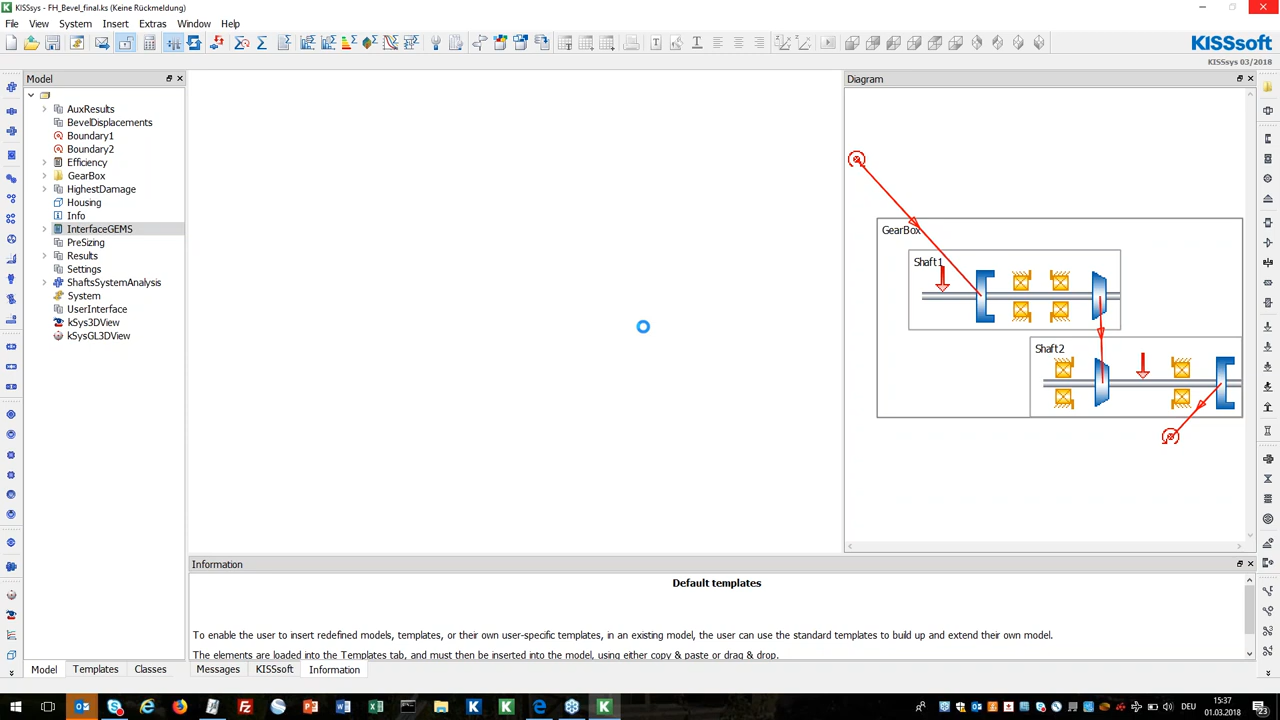 KISSsys - FH_Bevel_final.ks (Keine Rückmeldung)
File View System Insert Extras Window Help
KISSsoft
KISSsys 03/2018
Model
Diagram
AuxResults
BevelDisplacements
Boundary1
Boundary2
Efficiency
GearBox
HighestDamage
Housing
Info
InterfaceGEMS
PreSizing
Results
Settings
ShaftsSystemAnalysis
System
UserInterface
kSys3DView
kSysGL3DView
GearBox
Shaft1
Shaft2
Information
Default templates
To enable the user to insert redefined models, templates, or their own user-specific templates, in an existing model, the user can use the standard templates to build up and extend their own model.
The elements are loaded into the Templates tab, and must then be inserted into the model, using either copy & paste or drag & drop.
Model Templates Classes
Messages KISSsoft Information
DEU
15:37
01.03.2018
23